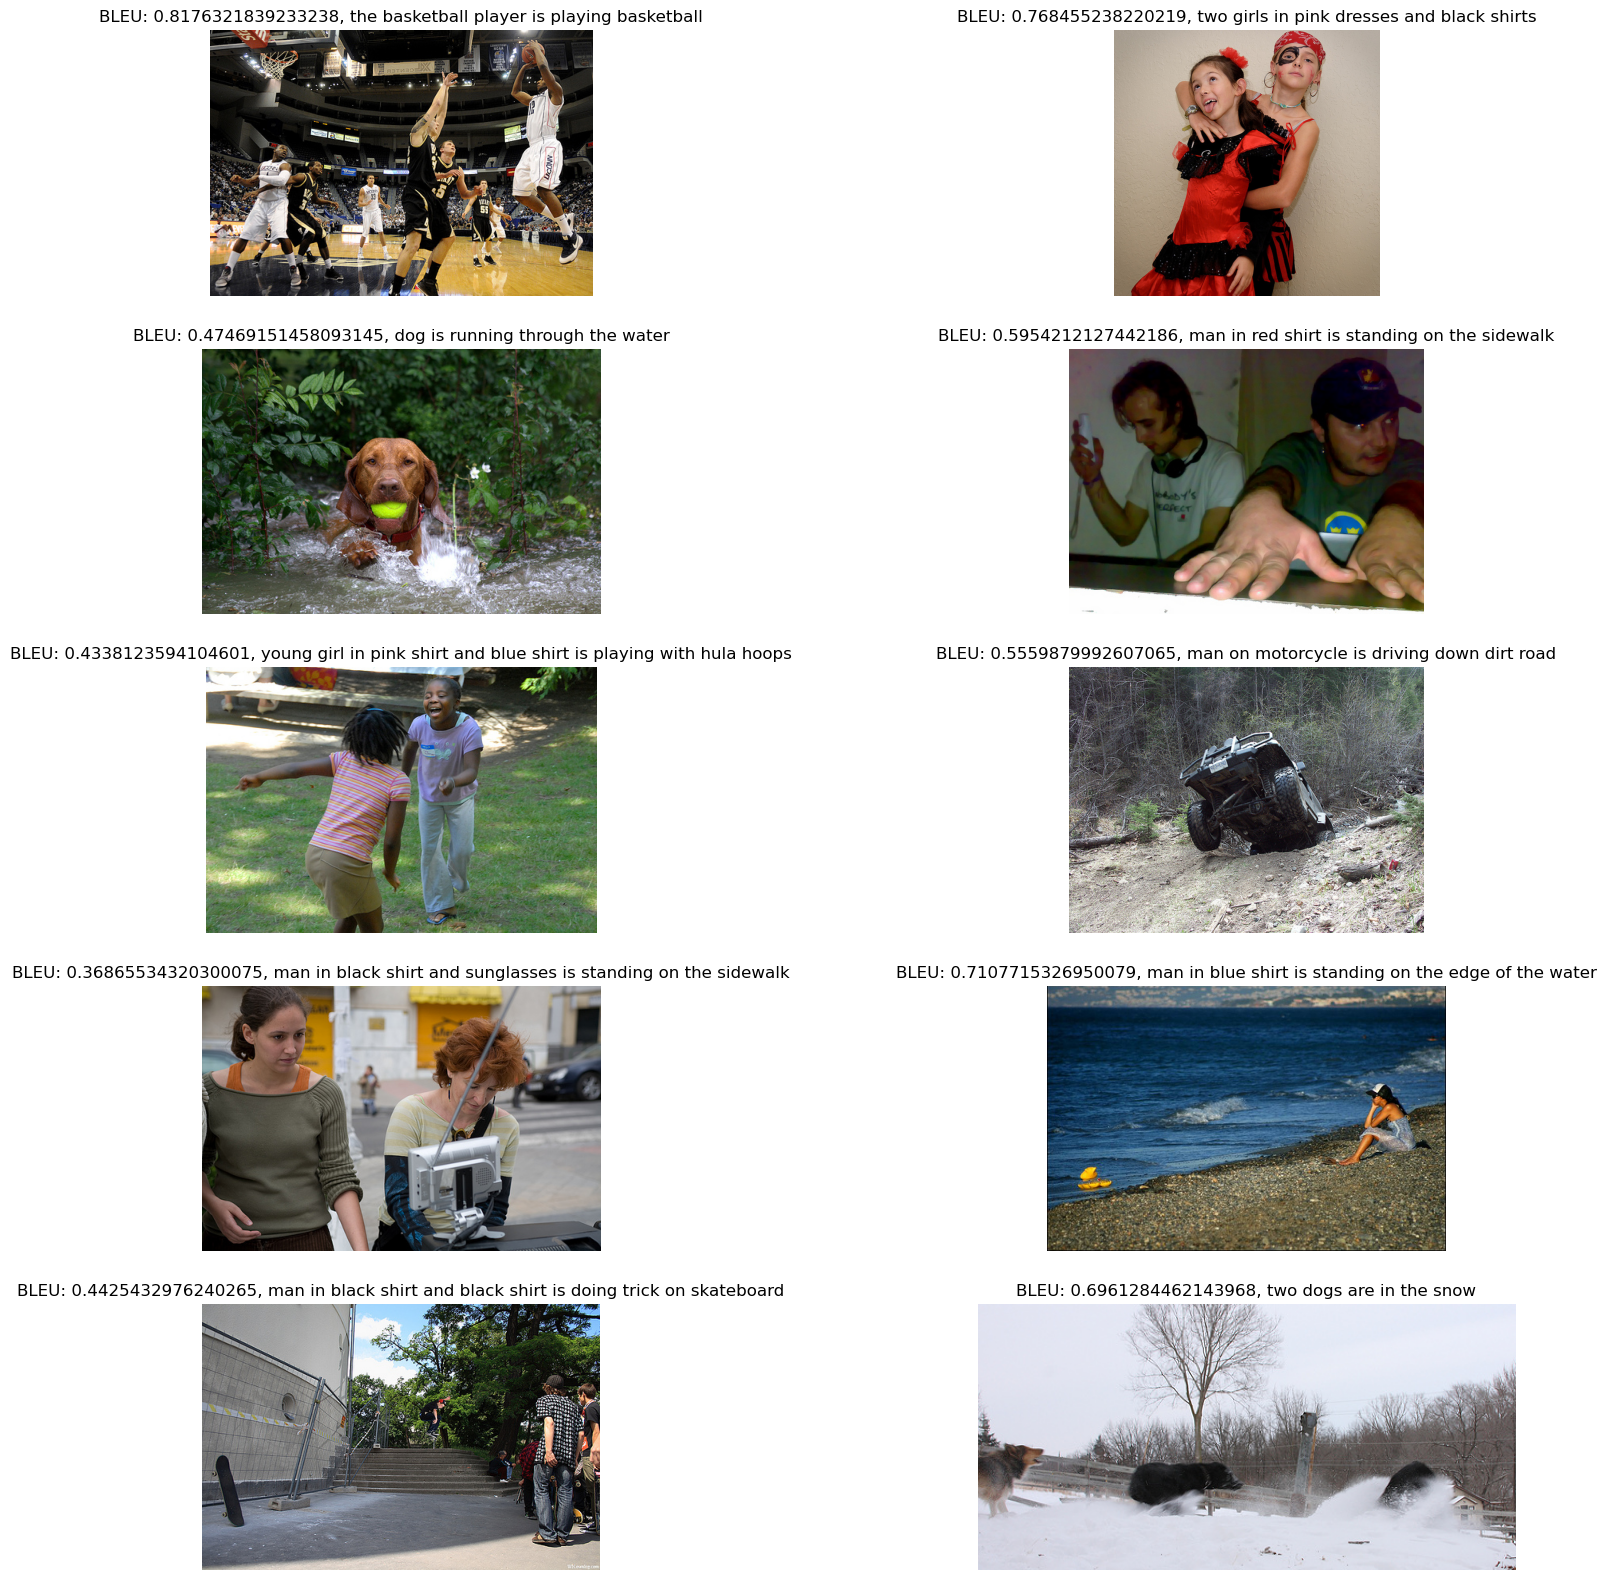 BLEU: 0.8176321839233238, the basketball player is playing basketball
BLEU: 0.768455238220219, two girls in pink dresses and black shirts
UCONN
BLEU: 0.47469151458093145, dog is running through the water
BLEU: 0.5954212127442186, man in red shirt is standing on the sidewalk
BLEU: 0.4338123594104601, young girl in pink shirt and blue shirt is playing with hula hoops
BLEU: 0.5559879992607065, man on motorcycle is driving down dirt road
BLEU: 0.36865534320300075, man in black shirt and sunglasses is standing on the sidewalk
BLEU: 0.7107715326950079, man in blue shirt is standing on the edge of the water
BLEU: 0.4425432976240265, man in black shirt and black shirt is doing trick on skateboard
BLEU: 0.6961284462143968, two dogs are in the snow